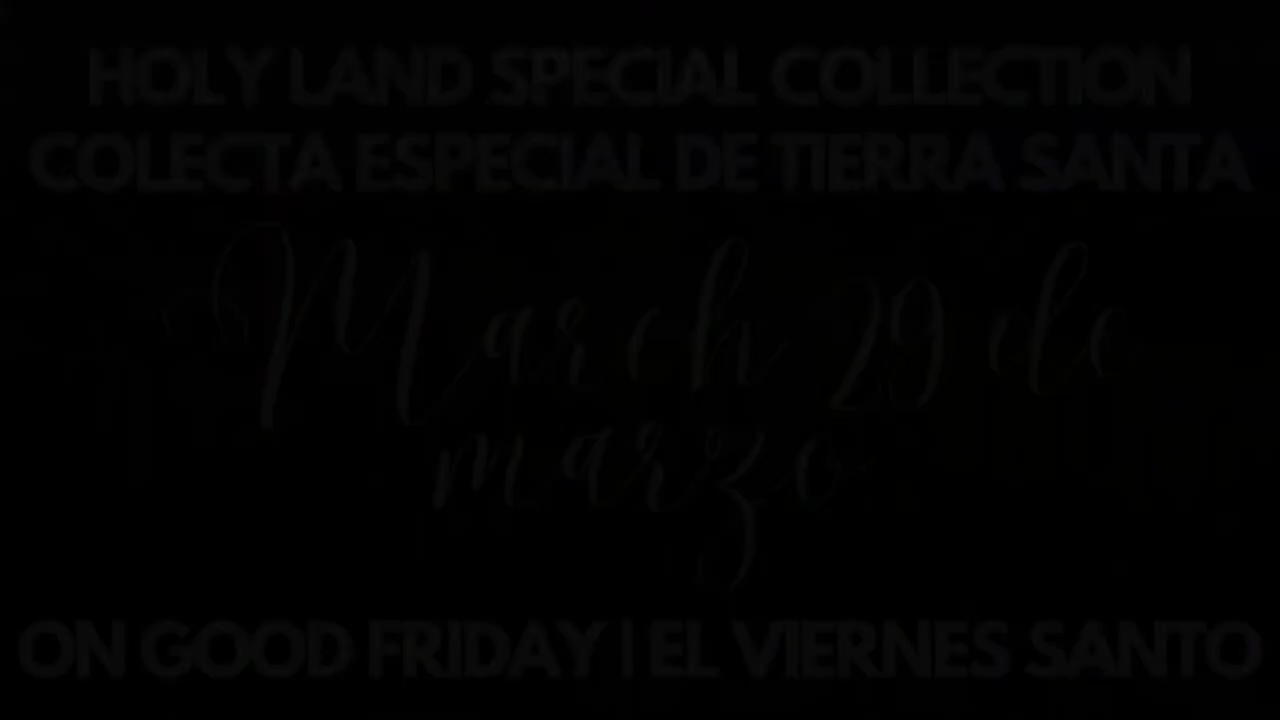 HOLY LAND SPECIAL COLLECTION
COLECTA ESPECIAL DE TIERRA SANTA
March 29 de
marzo
ON GOOD FRIDAY | EL VIERNES SANTO